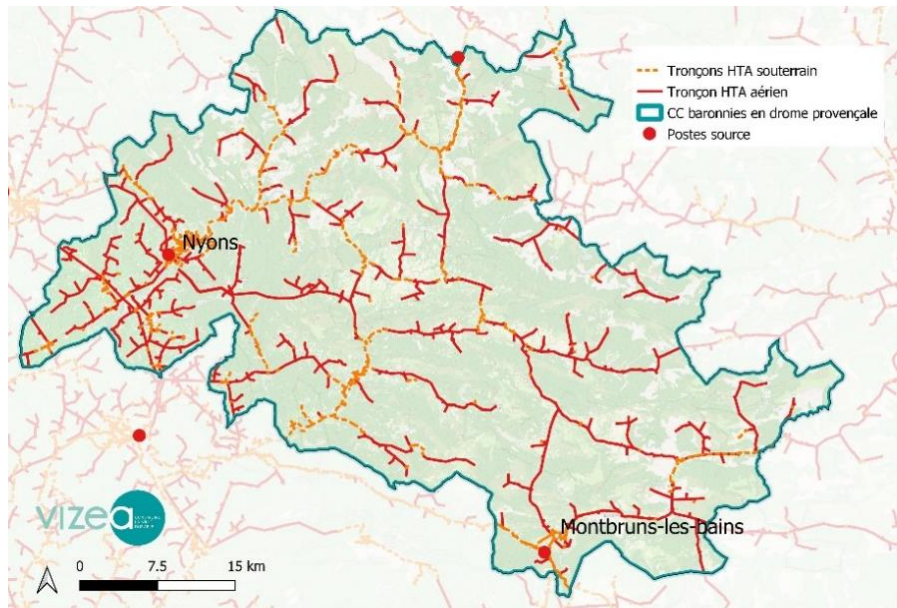 Tronçons HTA souterrain
Tronçon HTA aérien
CC baronnies en drome provençale
Postes source
Nyons
Montbruns-les-bains
vizea
0 7.5 15 km